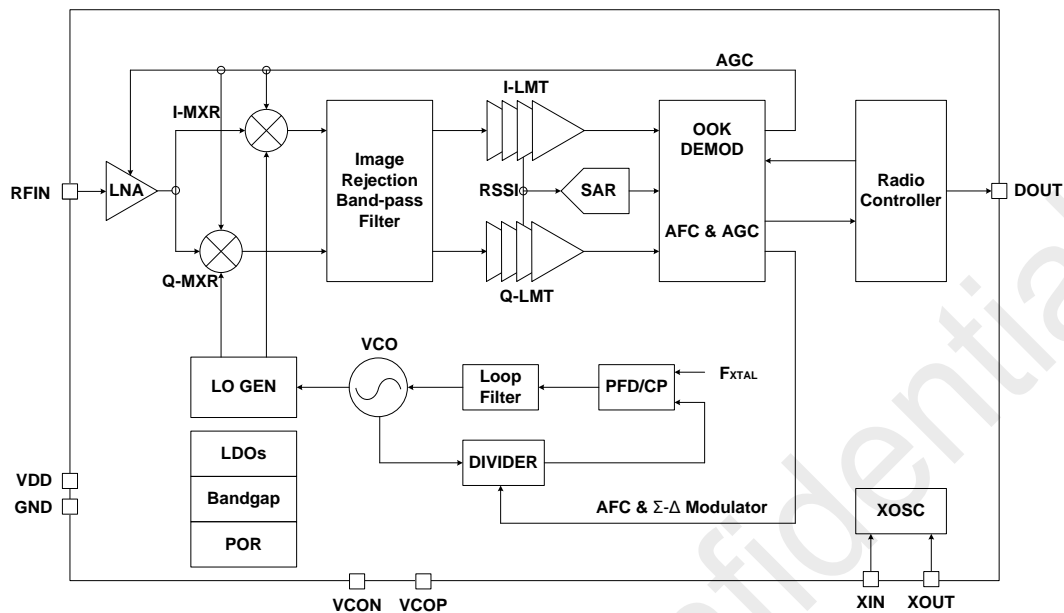 AGC
I-LMT
I-MXR
OOK
DEMOD
Image
Rejection
Band-pass
Filter
Radio
Controller
RFIN
LNA
RSSI
SAR
DOUT
AFC & AGC
Q-MXR
Q-LMT
VCO
LO GEN
Loop
Filter
PFD/CP
FXTAL
LDOs
DIVIDER
VDD
GND
Bandgap
AFC & Σ-Δ Modulator
XOSC
POR
VCON
VCOP
XIN
XOUT
fidential